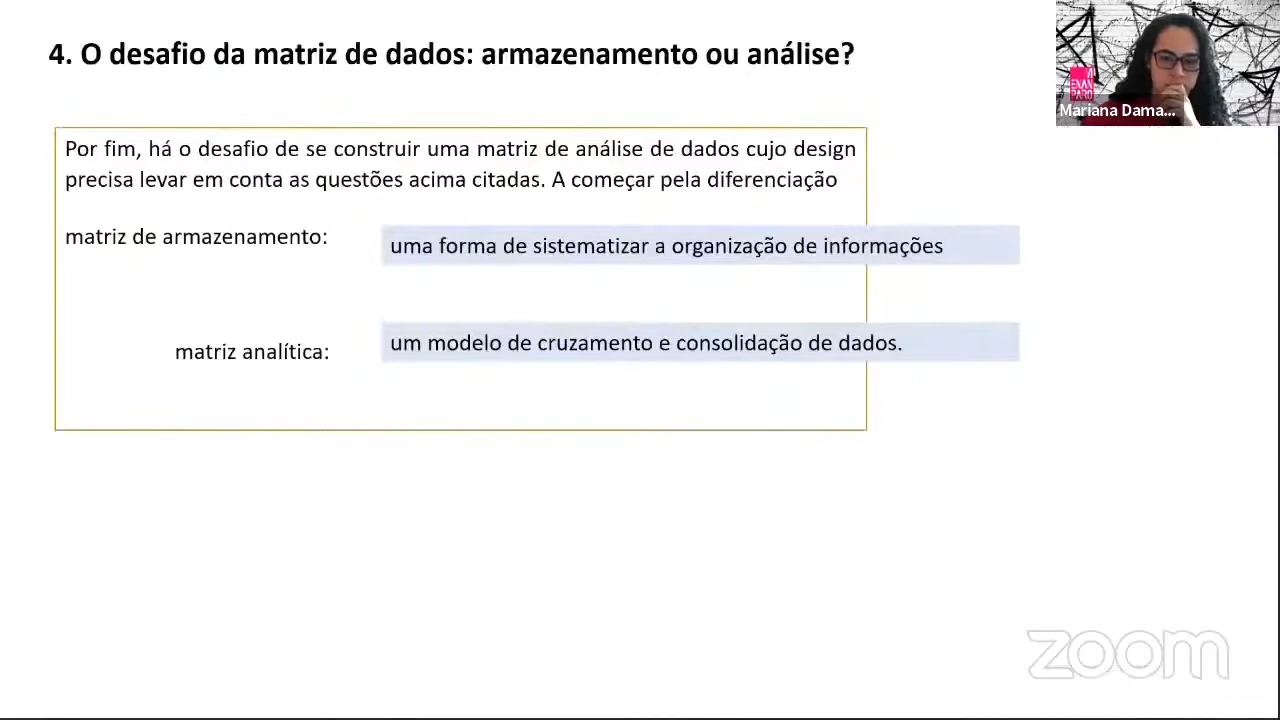 4. O desafio da matriz de dados: armazenamento ou análise?
Por fim, há o desafio de se construir uma matriz de análise de dados cujo design
precisa levar em conta as questões acima citadas. A começar pela diferenciação
matriz de armazenamento:
uma forma de sistematizar a organização de informações
matriz analítica:
um modelo de cruzamento e consolidação de dados.
VI
ENAN
PARQ
Mariana Dama...
zoom